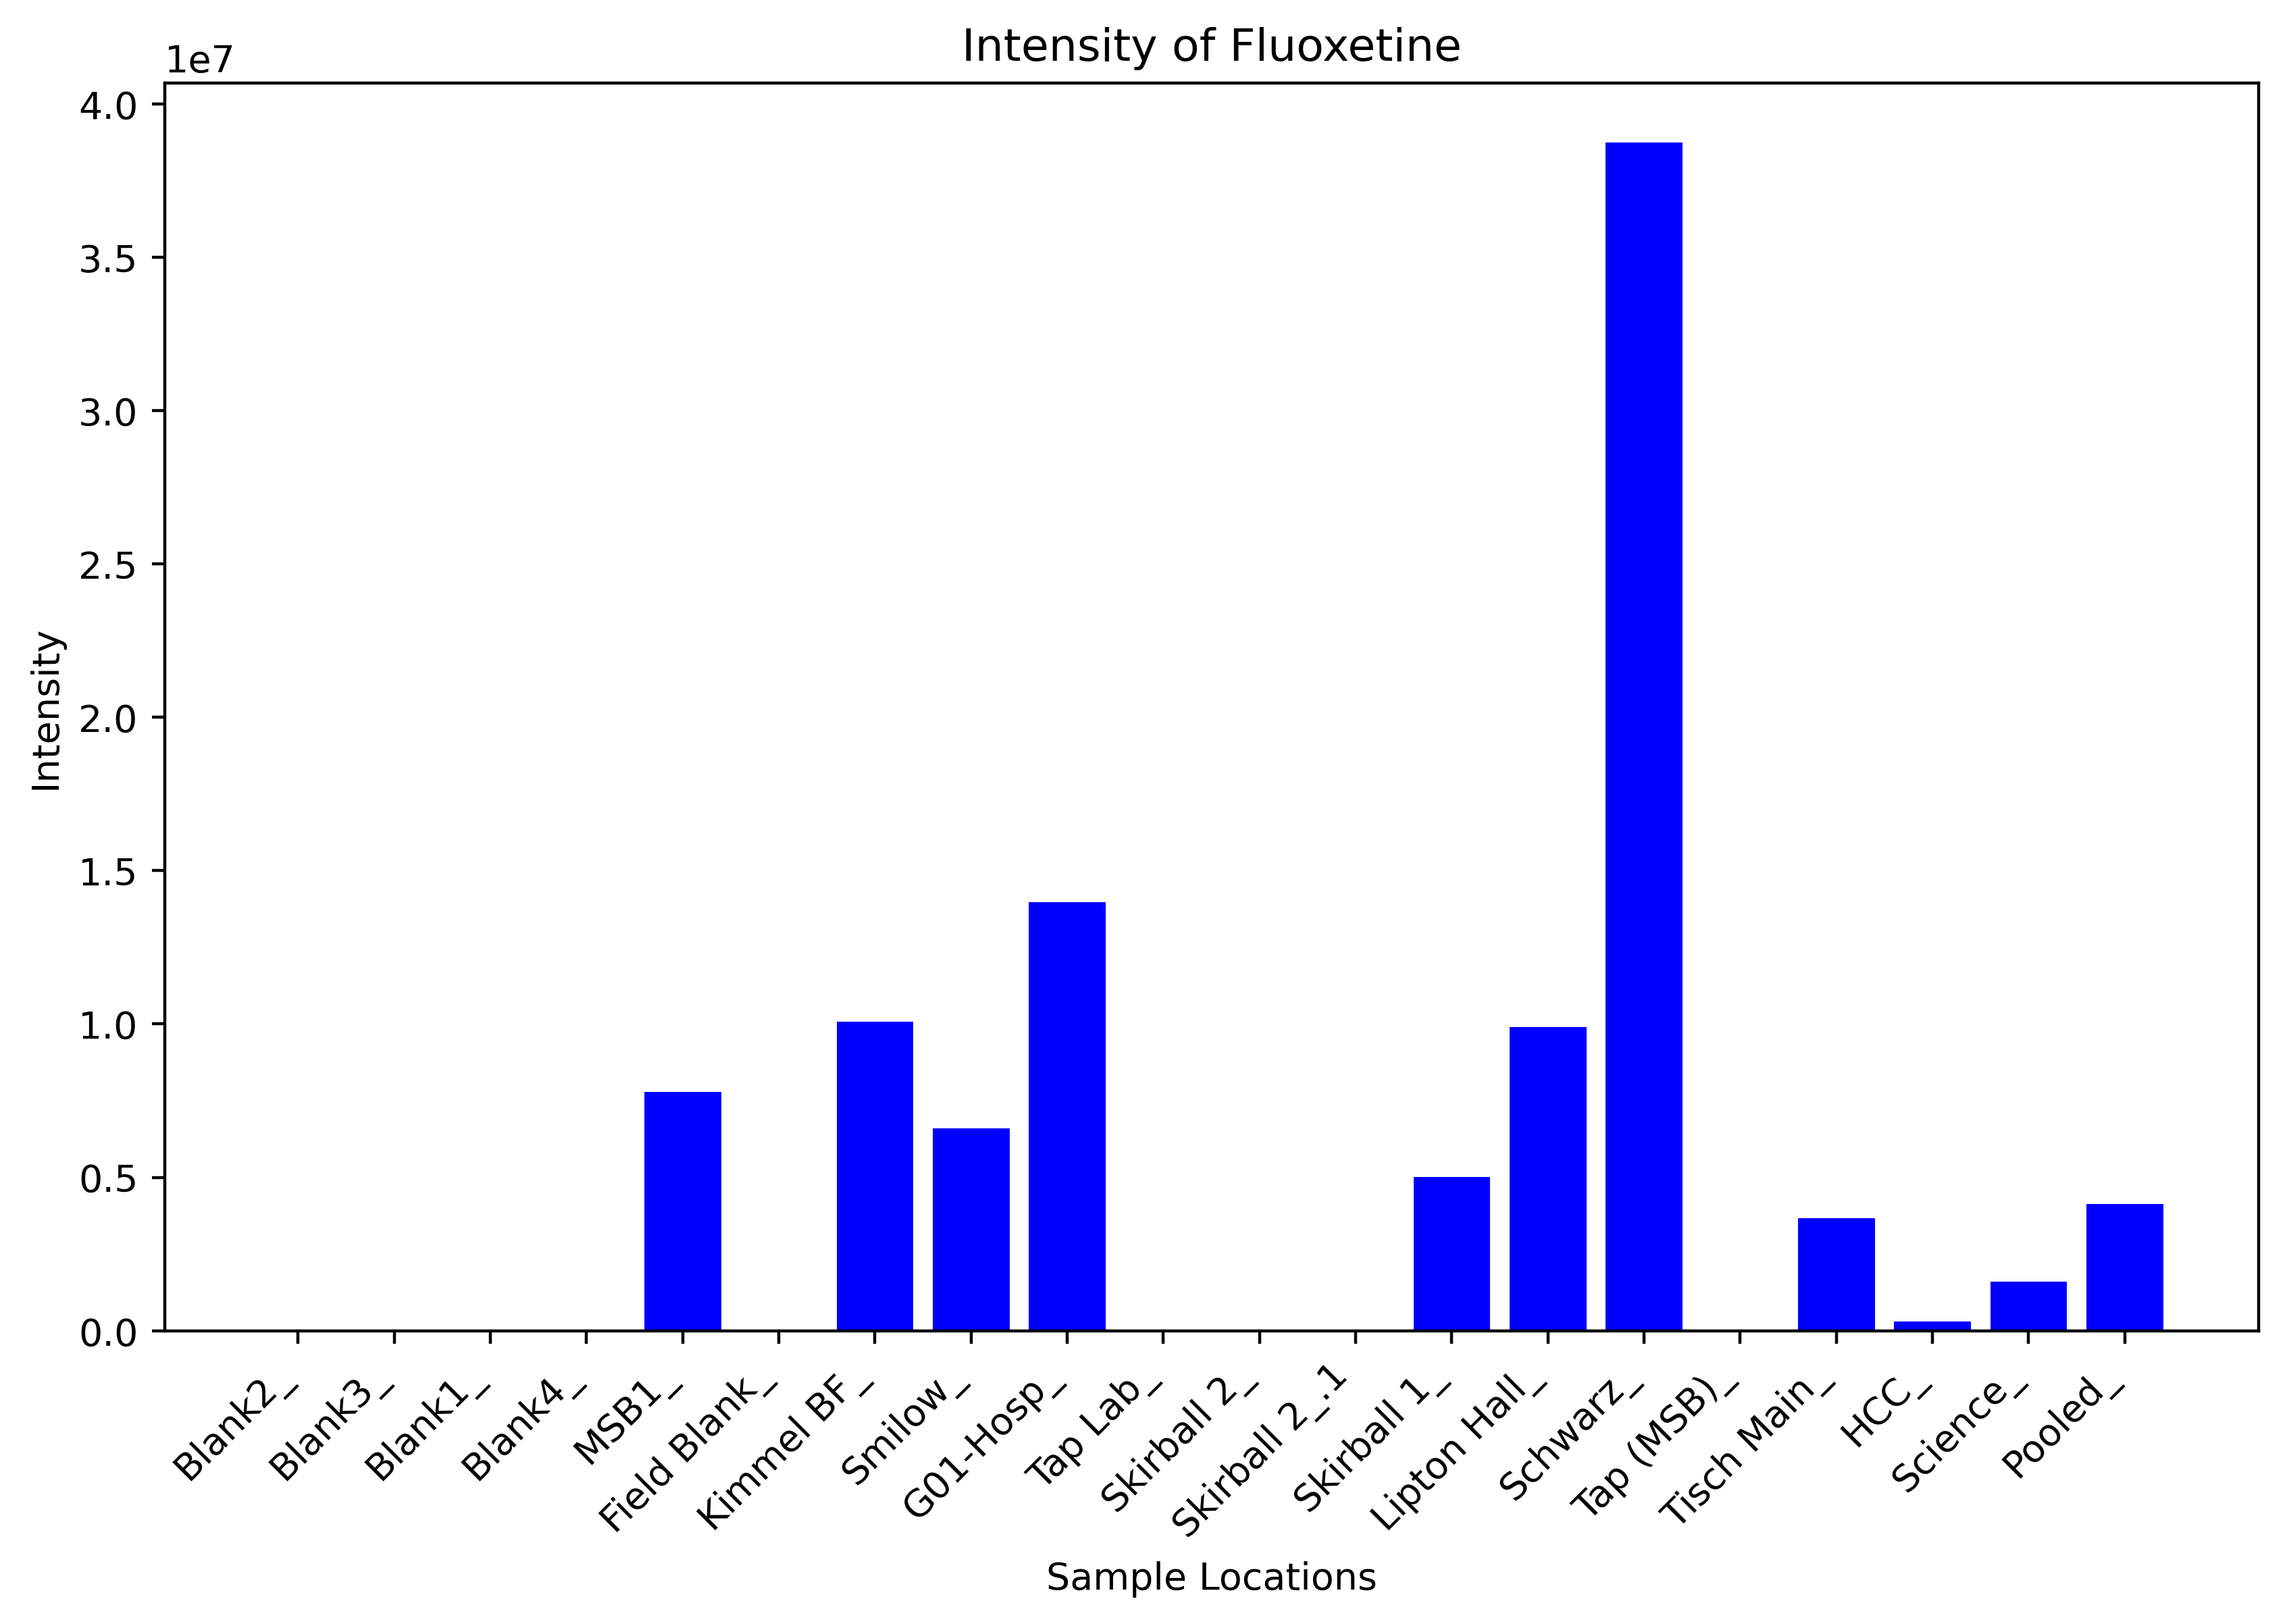 Intensity of Fluoxetine
1e7
4.0
3.5
3.0
2.5
2.0
1.5
1.0
0.5
0.0
Intensity
Blank2_
Blank3_
Blank1_
Blank4_
MSB1_
Field Blank_
Kimmel BF_
Smilow_
G01-Hosp_
Tap Lab_
Skirball 2_
Skirball 2_.1
Skirball 1_
Lipton Hall_
Schwarz_
Tap (MSB)_
Tisch Main_
HCC_
Science_
Pooled_
Sample Locations